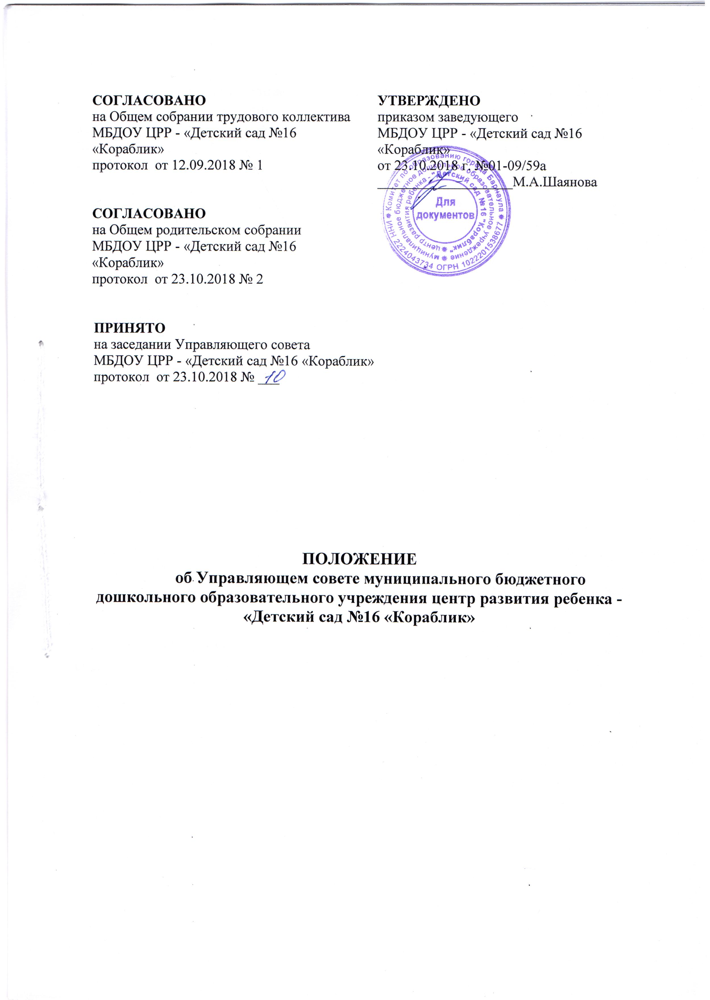 СОГЛАСОВАНО
на Общем собрании трудового коллектива
МБДОУ ЦРР - «Детский сад №16
«Кораблик»
протокол от 12.09.2018 № 1
УТВЕРЖДЕНО
приказом заведующего
МБДОУ ЦРР - «Детский сад №16
«Кораблик»
от 23.10.2018 г. №01-09/59а
М.А.Шаянова
Комитет по образованию города Барнаула
ИНН 2224043734 ОГРН 1022201538677
муниципальное бюджетное дошкольное образовательное учреждение
центр развития ребенка - "Детский сад №16 "Кораблик"
Для
документов
СОГЛАСОВАНО
на Общем родительском собрании
МБДОУ ЦРР - «Детский сад №16
«Кораблик»
протокол от 23.10.2018 № 2
ПРИНЯТО
на заседании Управляющего совета
МБДОУ ЦРР - «Детский сад №16 «Кораблик»
протокол от 23.10.2018 № 10
ПОЛОЖЕНИЕ
об Управляющем совете муниципального бюджетного
дошкольного образовательного учреждения центр развития ребенка -
«Детский сад №16 «Кораблик»